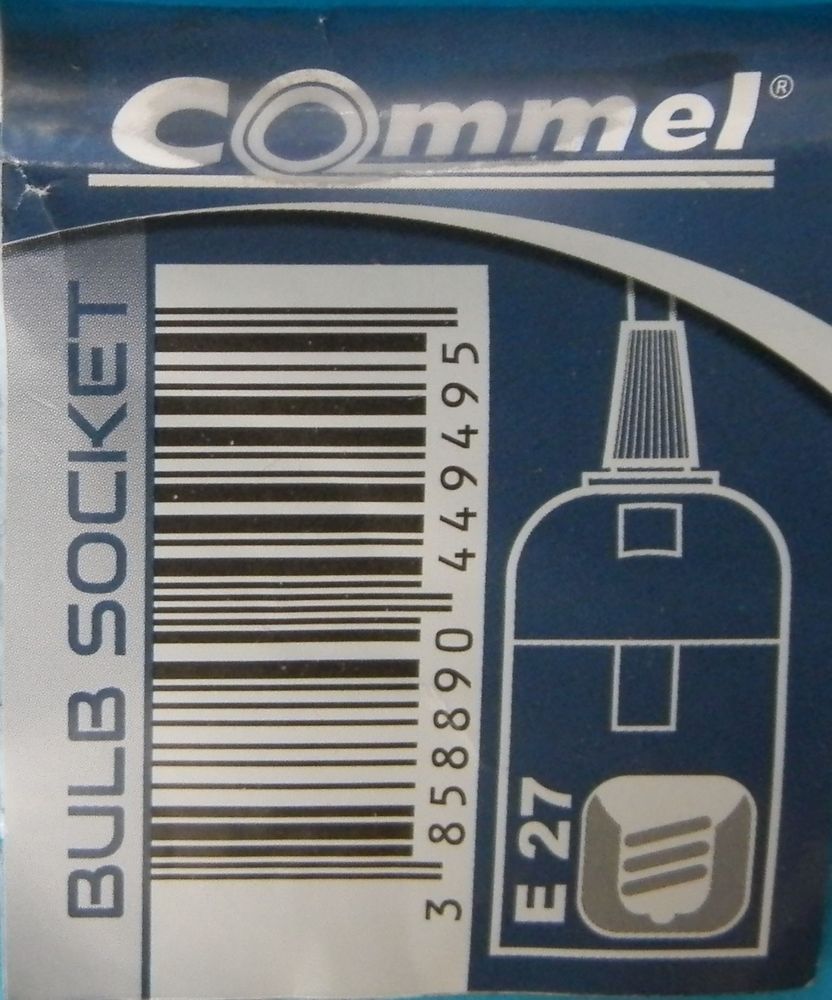 Commel®
BULB SOCKET
3 858890 449495
E 27